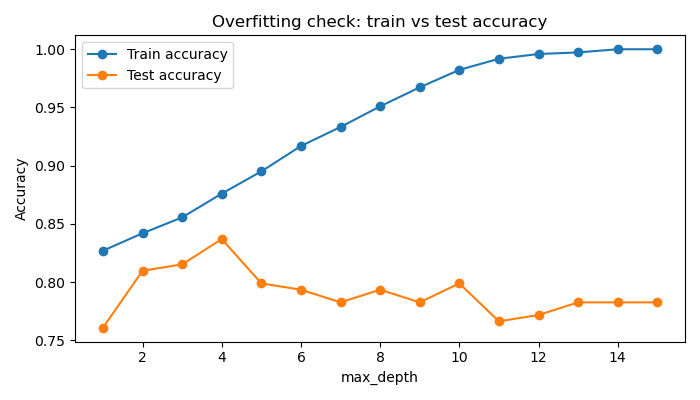 Overfitting check: train vs test accuracy
Train accuracy
Test accuracy
1.00
0.95
0.90
0.85
0.80
0.75
Accuracy
2 4 6 8 10 12 14
max_depth